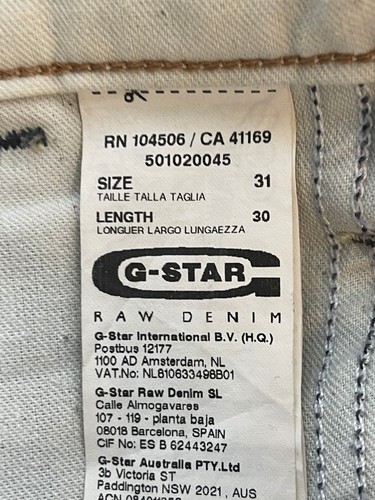 RN 104506 / CA 41169
501020045
SIZE 31
TAILLE TALLA TAGLIA
LENGTH 30
LONGUER LARGO LUNGAEZZA
G-STAR
RAW DENIM
G-Star International B.V. (H.Q.)
Postbus 12177
1100 AD Amsterdam, NL
VAT.No: NL810633498B01
G-Star Raw Denim SL
Calle Almogavares
107 - 119 - planta baja
08018 Barcelona, SPAIN
CIF No: ES B 62443247
G-Star Australia PTY.Ltd
3b Victoria ST
Paddington NSW 2021 , AUS
ACN